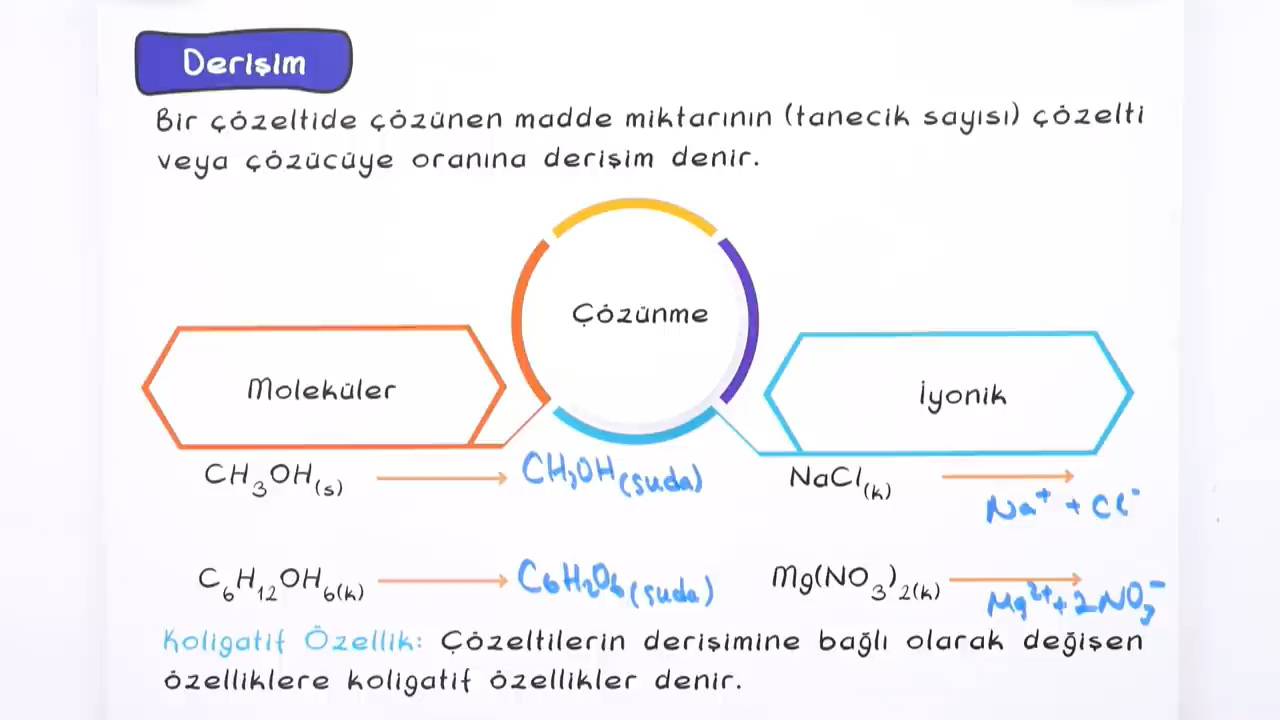 Derişim
Bir çözeltide çözünen madde miktarının (tanecik sayısı) çözelti
veya çözücüye oranına derişim denir.
Çözünme
Moleküler
İyonik
CH₃OH(s) → CH₃OH(suda)
NaCl(k) → Na⁺ + Cl⁻
C₆H₁₂OH₆(k) → C₆H₂O₆(suda)
Mg(NO₃)₂(k) → Mg²⁺ + 2NO₃⁻
Koligatif Özellik: Çözeltilerin derişimine bağlı olarak değişen
özelliklere koligatif özellikler denir.